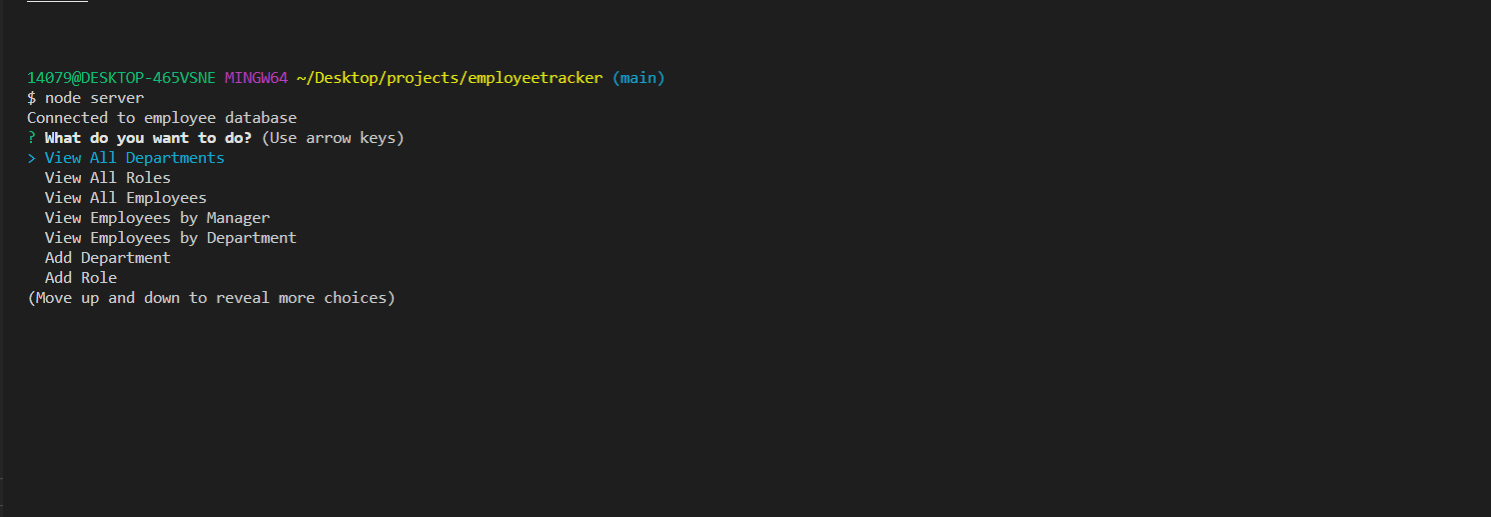 14079@DESKTOP-465VSNE MINGW64 ~/Desktop/projects/employeetracker (main)
$ node server
Connected to employee database
? What do you want to do? (Use arrow keys)
> View All Departments
  View All Roles
  View All Employees
  View Employees by Manager
  View Employees by Department
  Add Department
  Add Role
(Move up and down to reveal more choices)